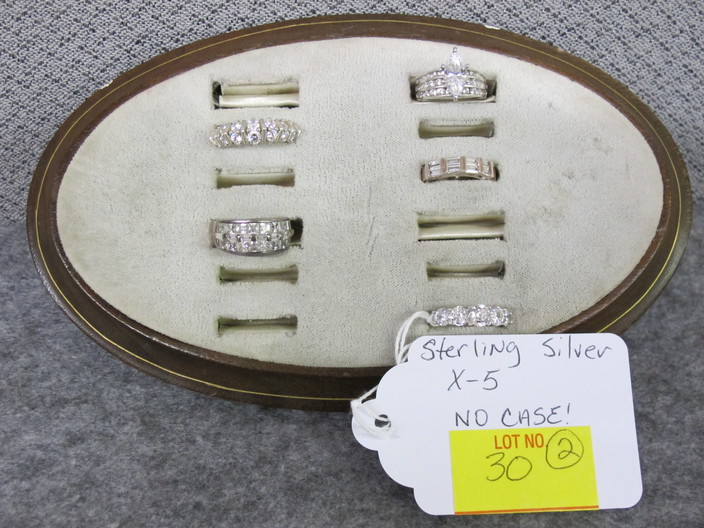 Sterling Silver
X-5
NO CASE!
LOT NO 2
30